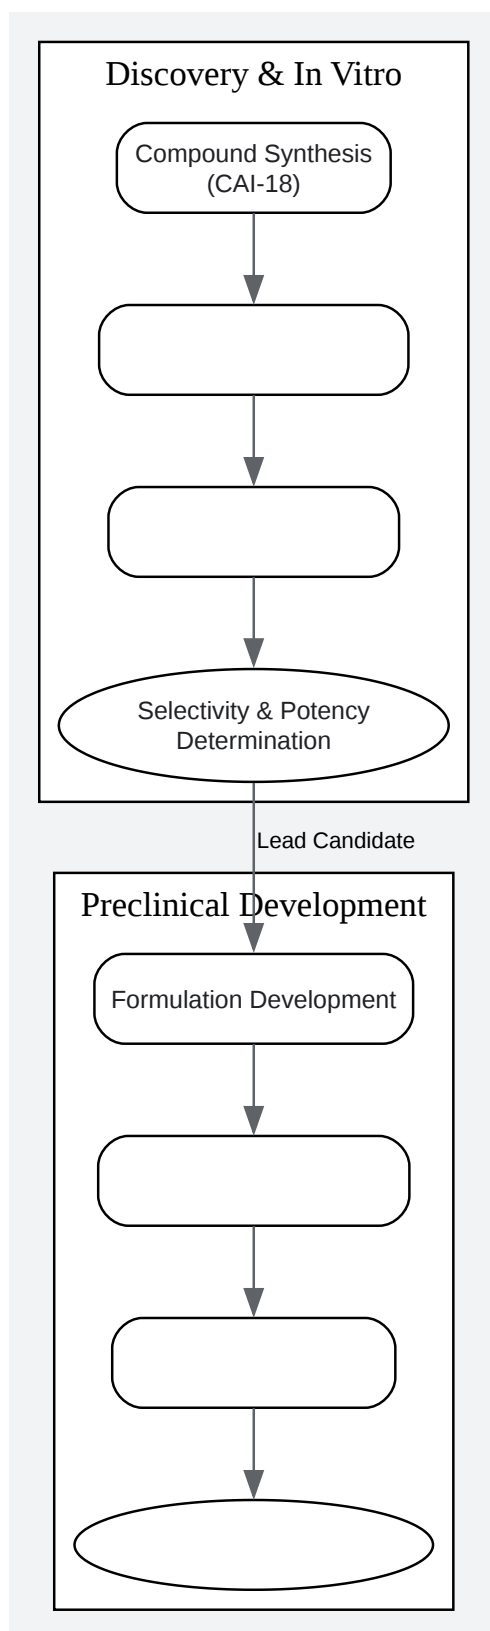 Discovery & In Vitro
Compound Synthesis
(CAI-18)
Selectivity & Potency
Determination
Lead Candidate
Preclinical Development
Formulation Development